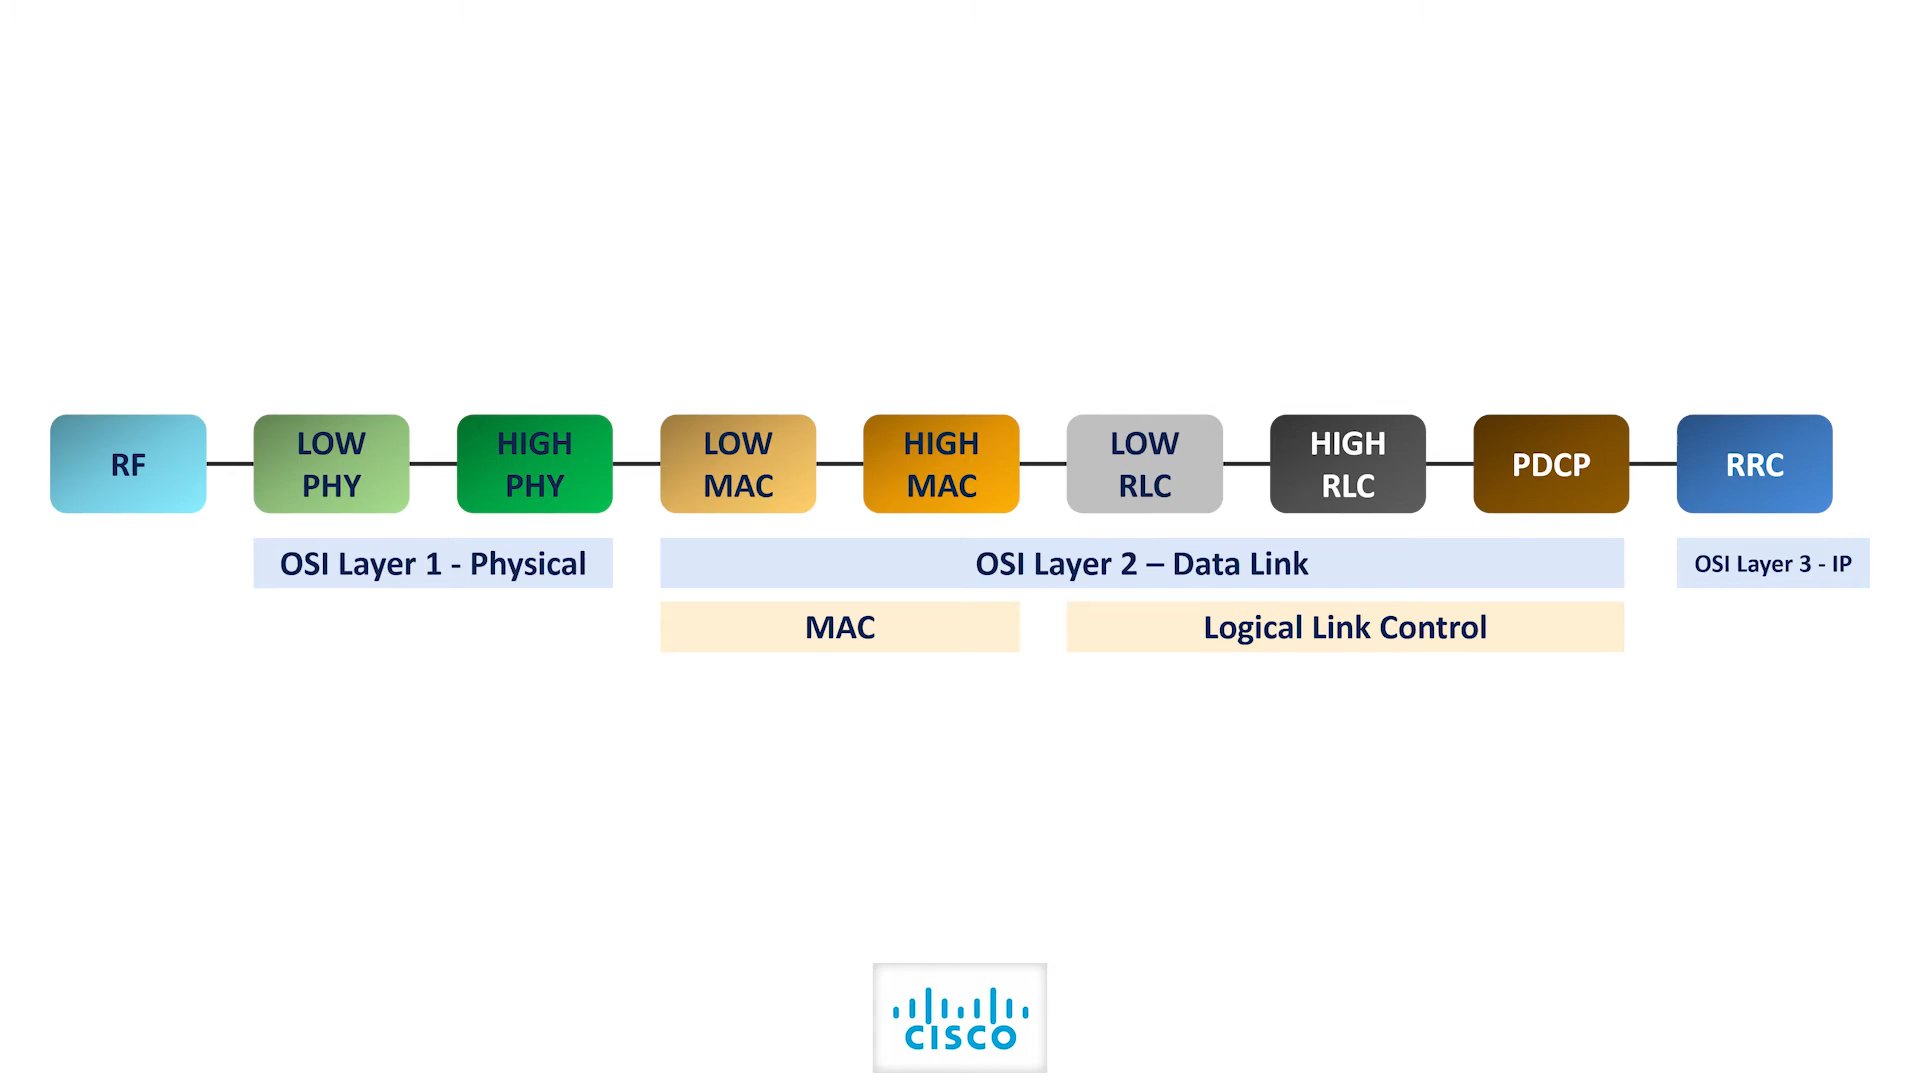 RF
LOW
PHY
HIGH
PHY
LOW
MAC
HIGH
MAC
LOW
RLC
HIGH
RLC
PDCP
RRC
OSI Layer 1 - Physical
OSI Layer 2 – Data Link
OSI Layer 3 - IP
MAC
Logical Link Control
CISCO